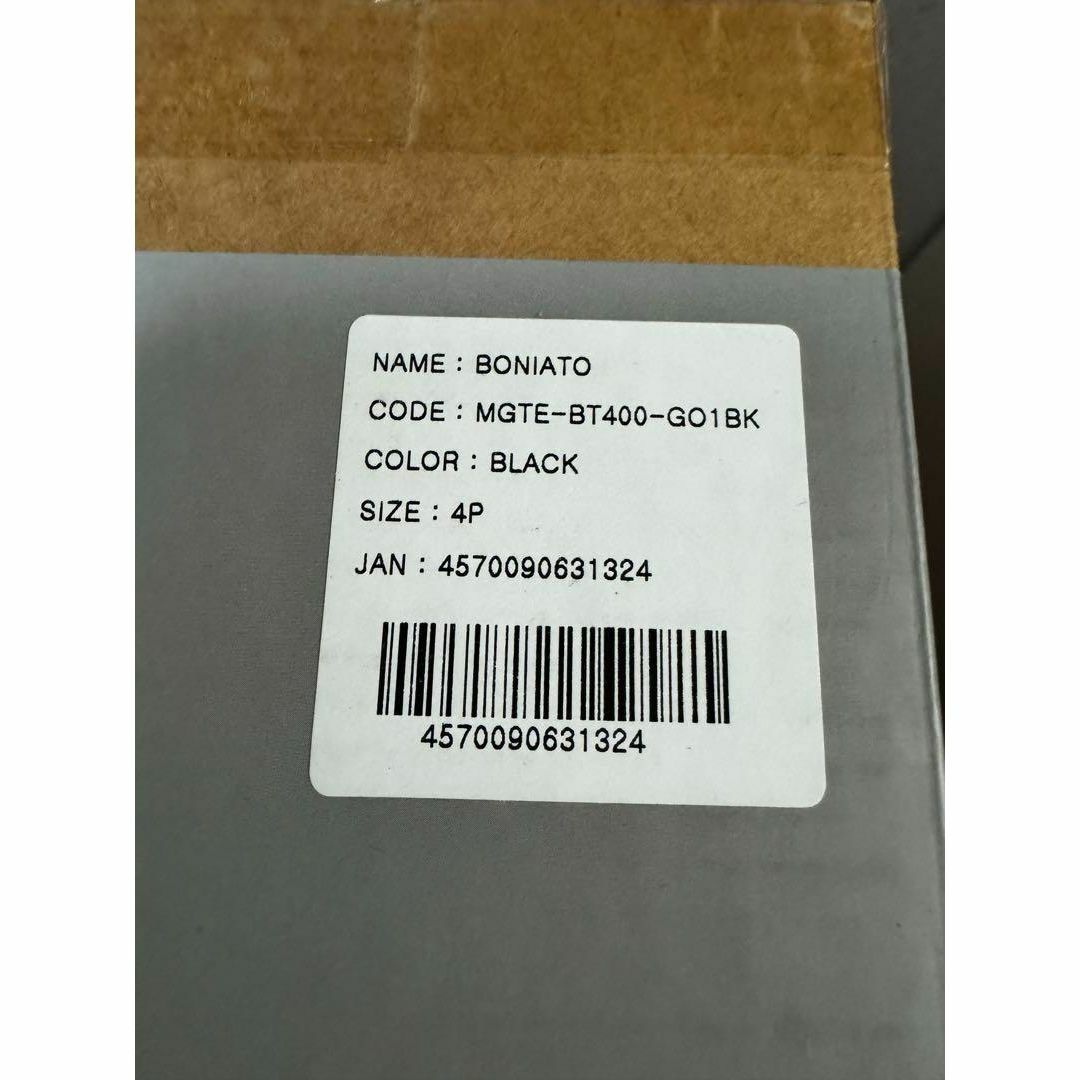 NAME : BONIATO
CODE : MGTE-BT400-GO1BK
COLOR : BLACK
SIZE : 4P
JAN : 4570090631324
4570090631324